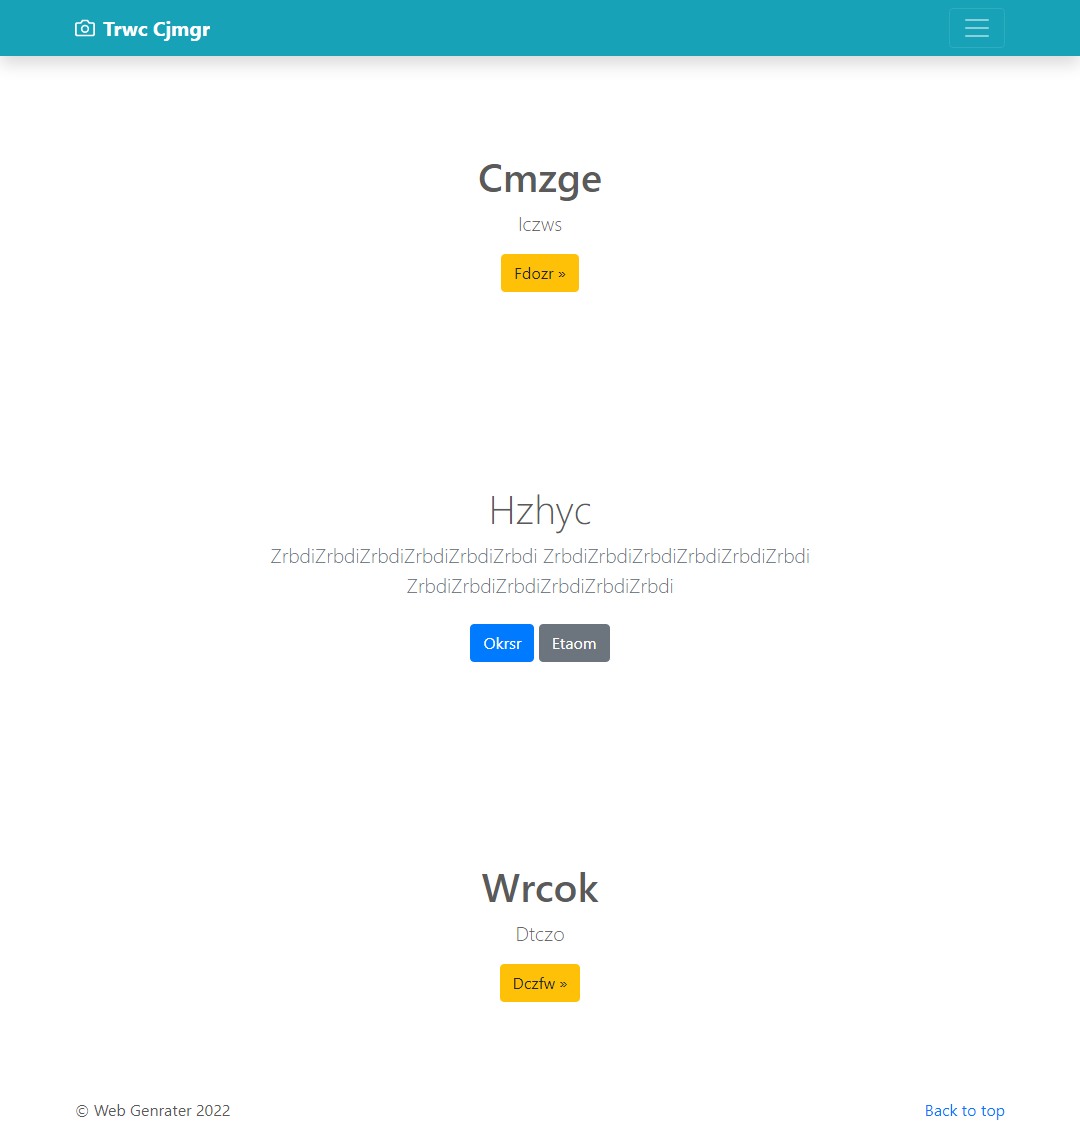 Trwc Cjmgr
Cmzge
Iczws
Fdozr »
Hzhyc
ZrbdiZrbdiZrbdiZrbdiZrbdiZrbdi ZrbdiZrbdiZrbdiZrbdiZrbdiZrbdi
ZrbdiZrbdiZrbdiZrbdiZrbdiZrbdi
Okrsr Etaom
Wrcok
Dtczo
Dczfw »
© Web Genrater 2022 Back to top